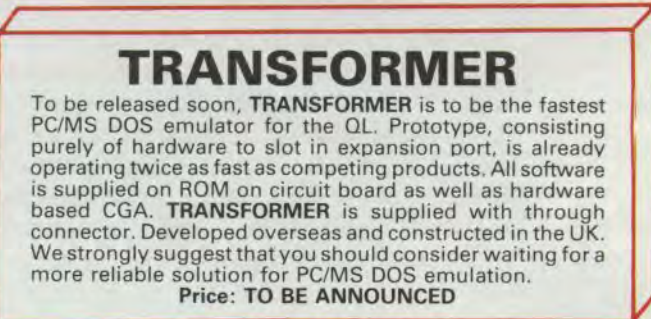 TRANSFORMER
To be released soon, TRANSFORMER is to be the fastest
PC/MS DOS emulator for the QL. Prototype, consisting
purely of hardware to slot in expansion port, is already
operating twice as fast as competing products. All software
is supplied on ROM on circuit board as well as hardware
based CGA. TRANSFORMER is supplied with through
connector. Developed overseas and constructed in the UK.
We strongly suggest that you should consider waiting for a
more reliable solution for PC/MS DOS emulation.
Price: TO BE ANNOUNCED